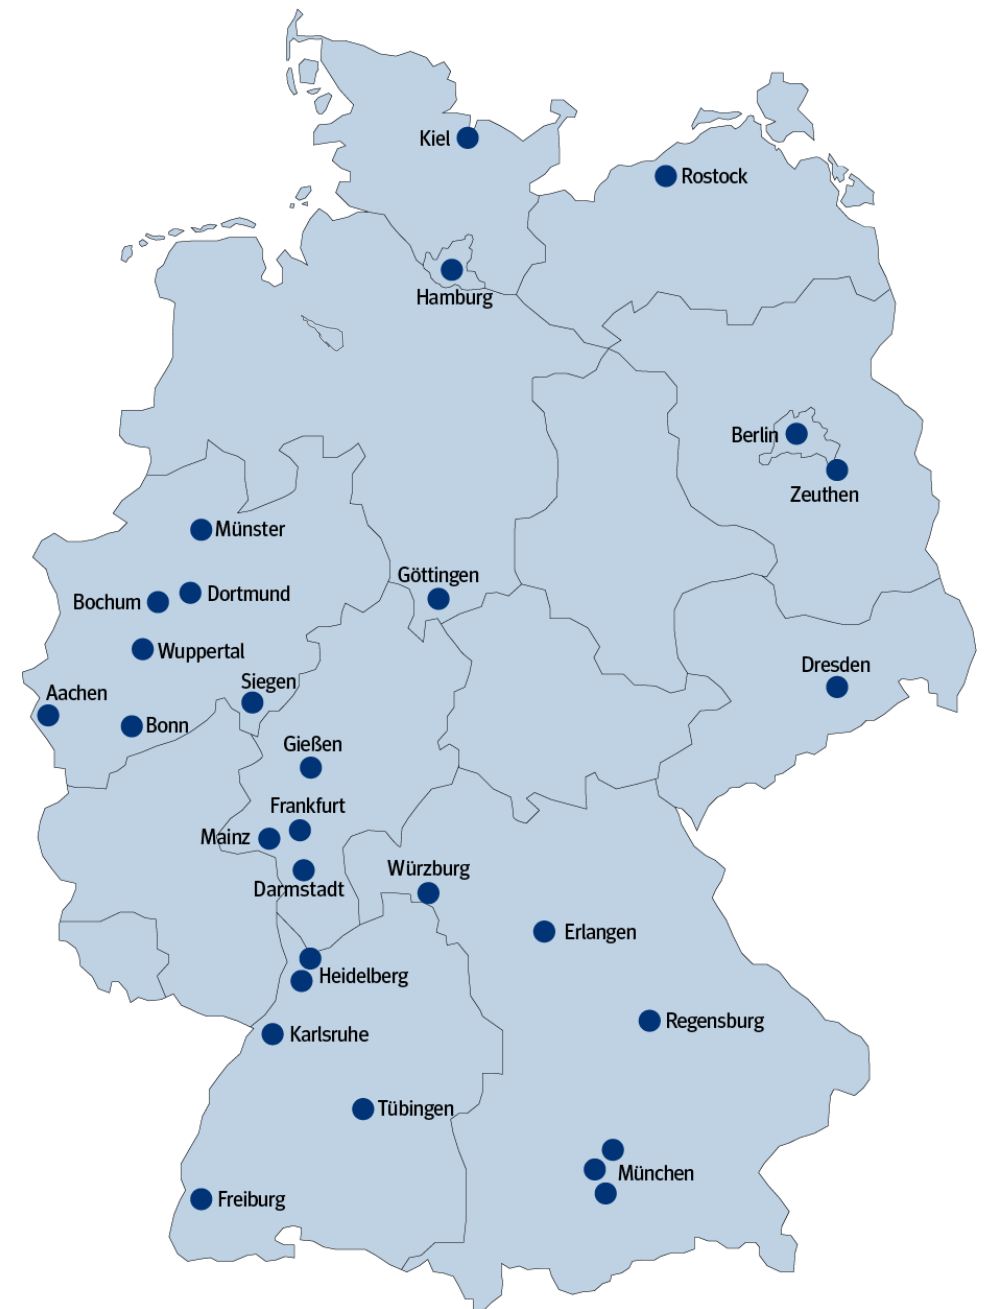 Kiel
Rostock
Hamburg
Berlin
Zeuthen
Münster
Göttingen
Bochum
Dortmund
Wuppertal
Dresden
Siegen
Aachen
Bonn
Gießen
Frankfurt
Mainz
Würzburg
Darmstadt
Erlangen
Heidelberg
Regensburg
Karlsruhe
Tübingen
München
Freiburg